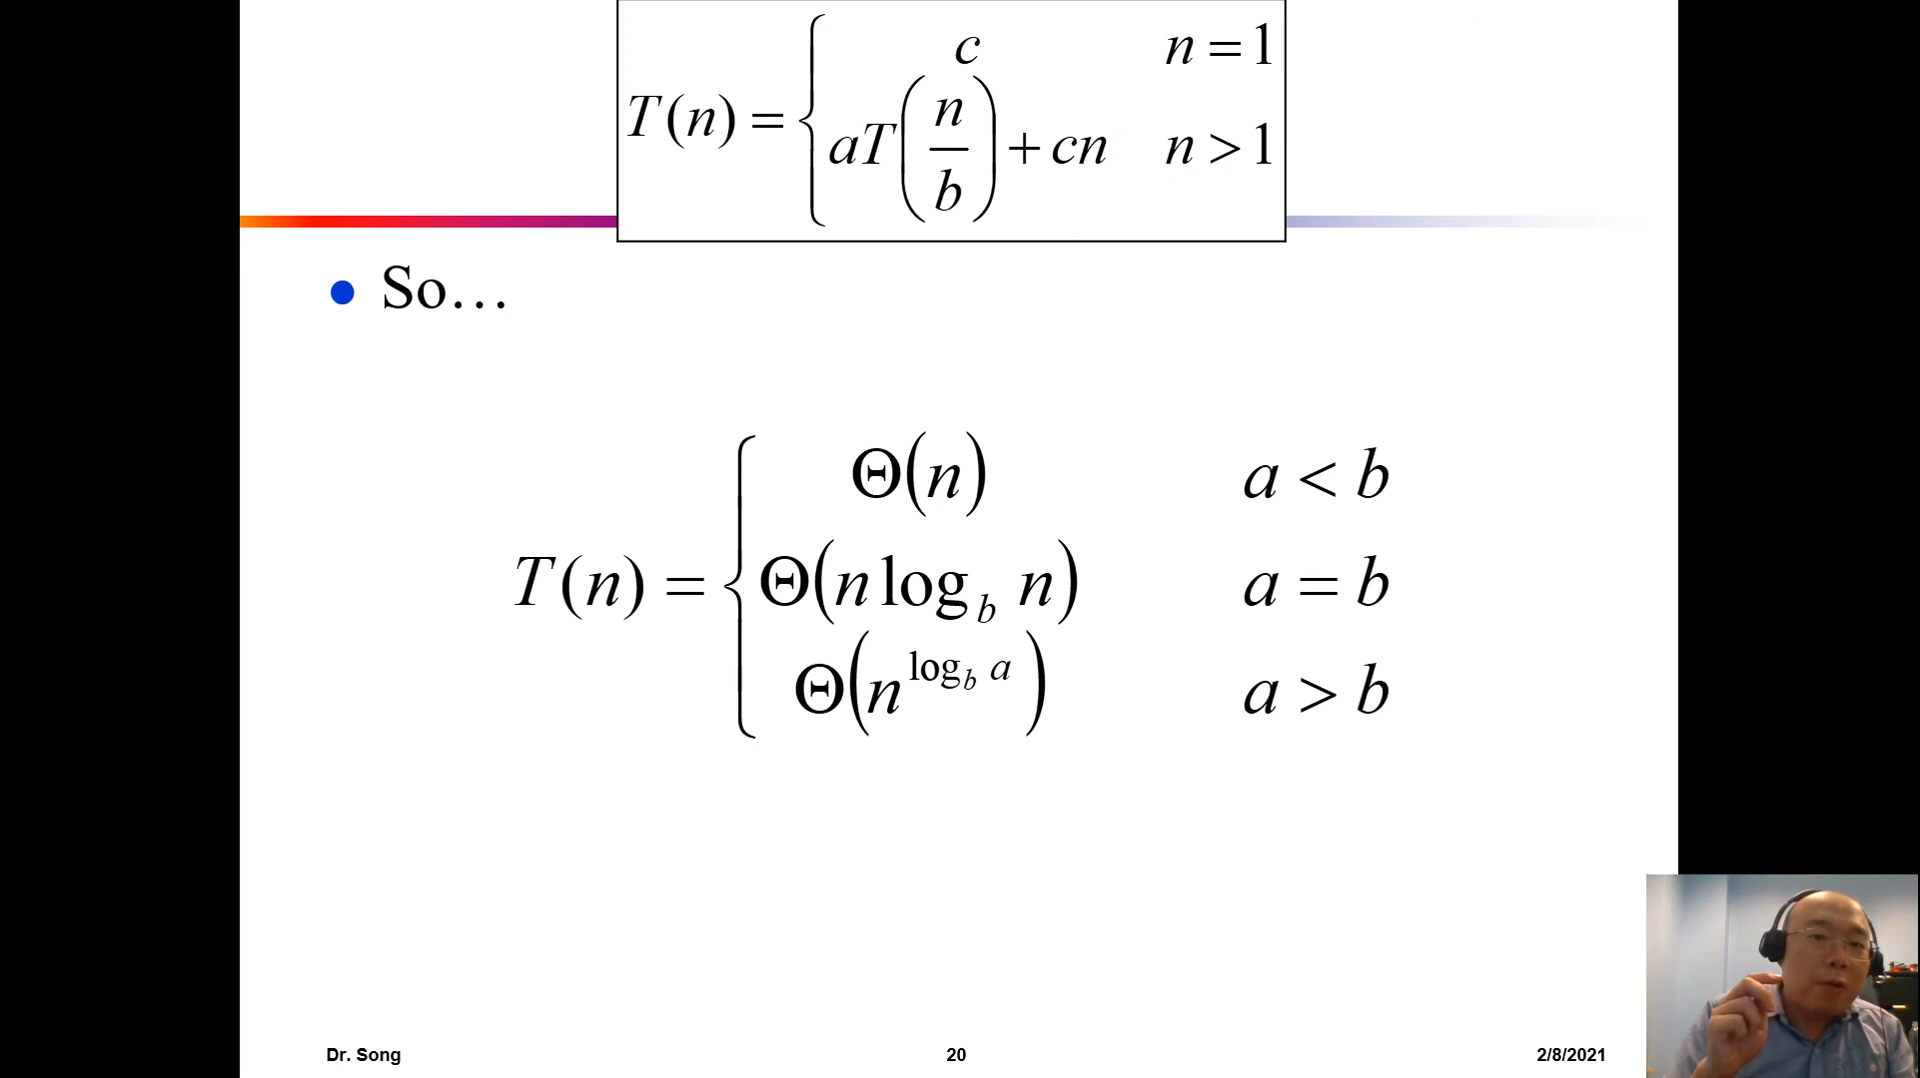 T(n) = { c n = 1
aT(n/b) + cn n > 1
So…
T(n) = { Θ(n) a < b
Θ(n log_b n) a = b
Θ(n^{log_b a}) a > b
Dr. Song 20 2/8/2021